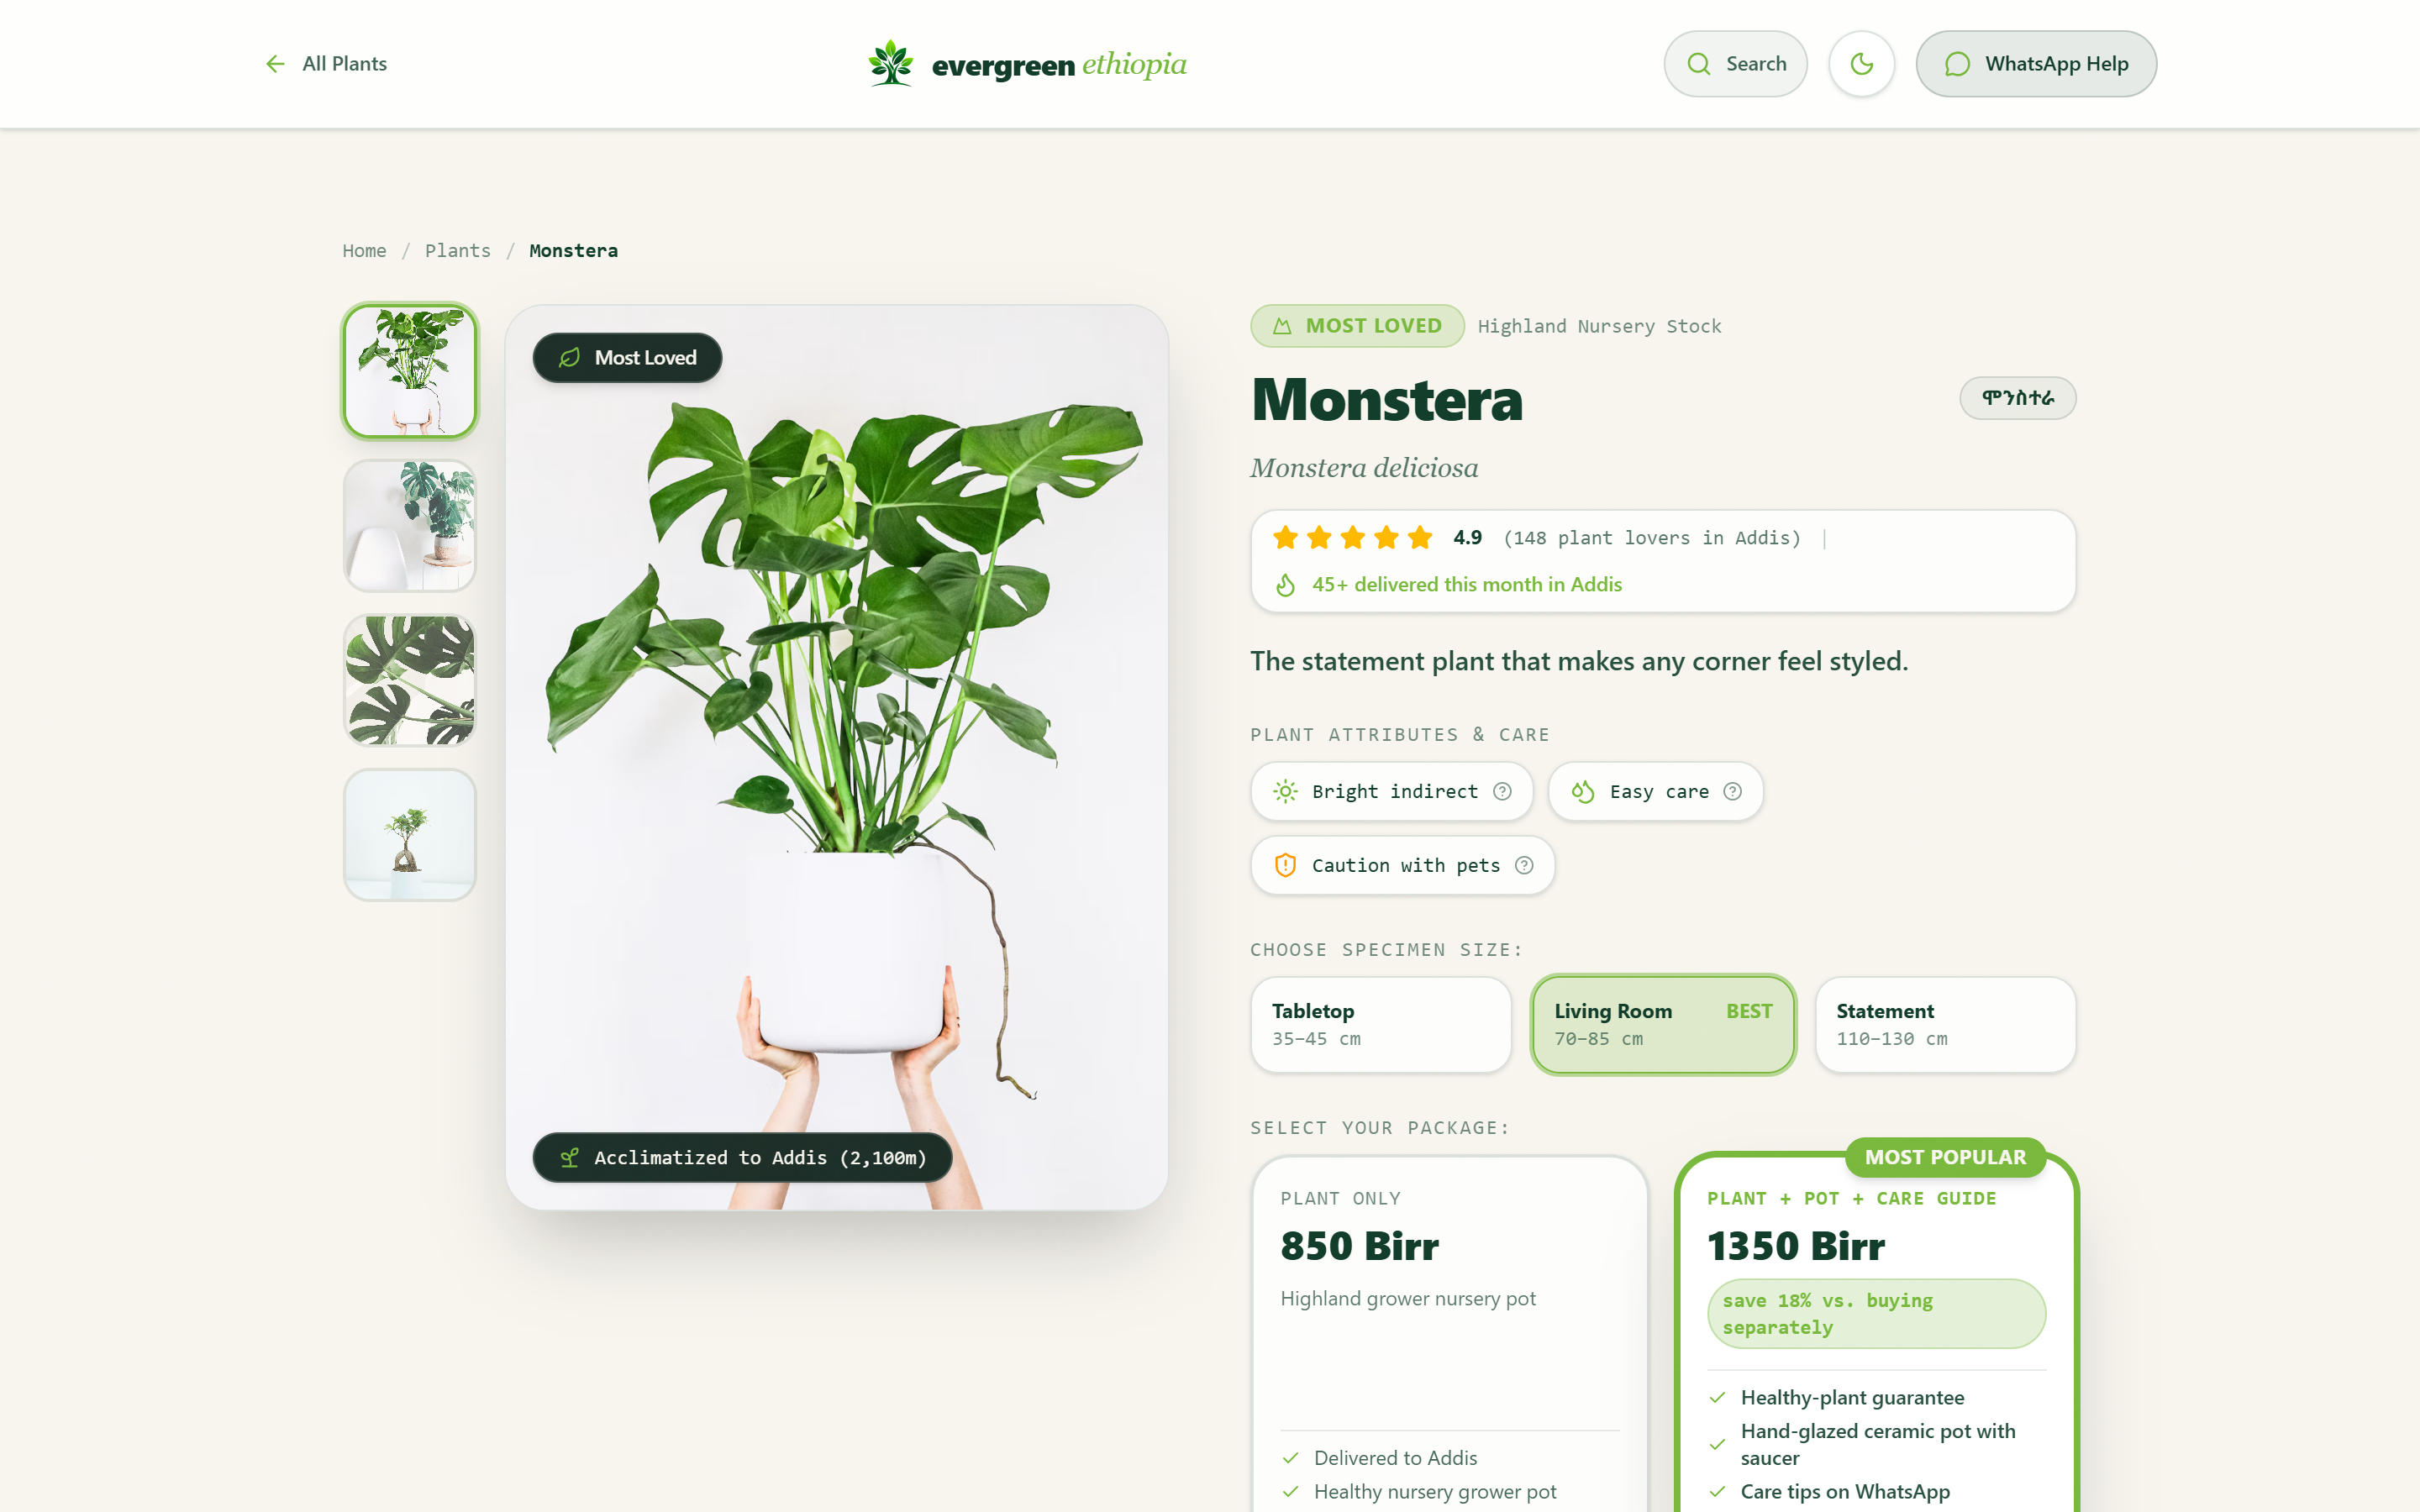 All Plants
evergreen ethiopia
Search
WhatsApp Help
Home / Plants / Monstera
Most Loved
Acclimatized to Addis (2,100m)
MOST LOVED
Highland Nursery Stock
Monstera
ሞንስተራ
Monstera deliciosa
4.9 (148 plant lovers in Addis) |
45+ delivered this month in Addis
The statement plant that makes any corner feel styled.
PLANT ATTRIBUTES & CARE
Bright indirect
Easy care
Caution with pets
CHOOSE SPECIMEN SIZE:
Tabletop
35–45 cm
Living Room BEST
70–85 cm
Statement
110–130 cm
SELECT YOUR PACKAGE:
PLANT ONLY
850 Birr
Highland grower nursery pot
Delivered to Addis
Healthy nursery grower pot
MOST POPULAR
PLANT + POT + CARE GUIDE
1350 Birr
save 18% vs. buying
separately
Healthy-plant guarantee
Hand-glazed ceramic pot with
saucer
Care tips on WhatsApp